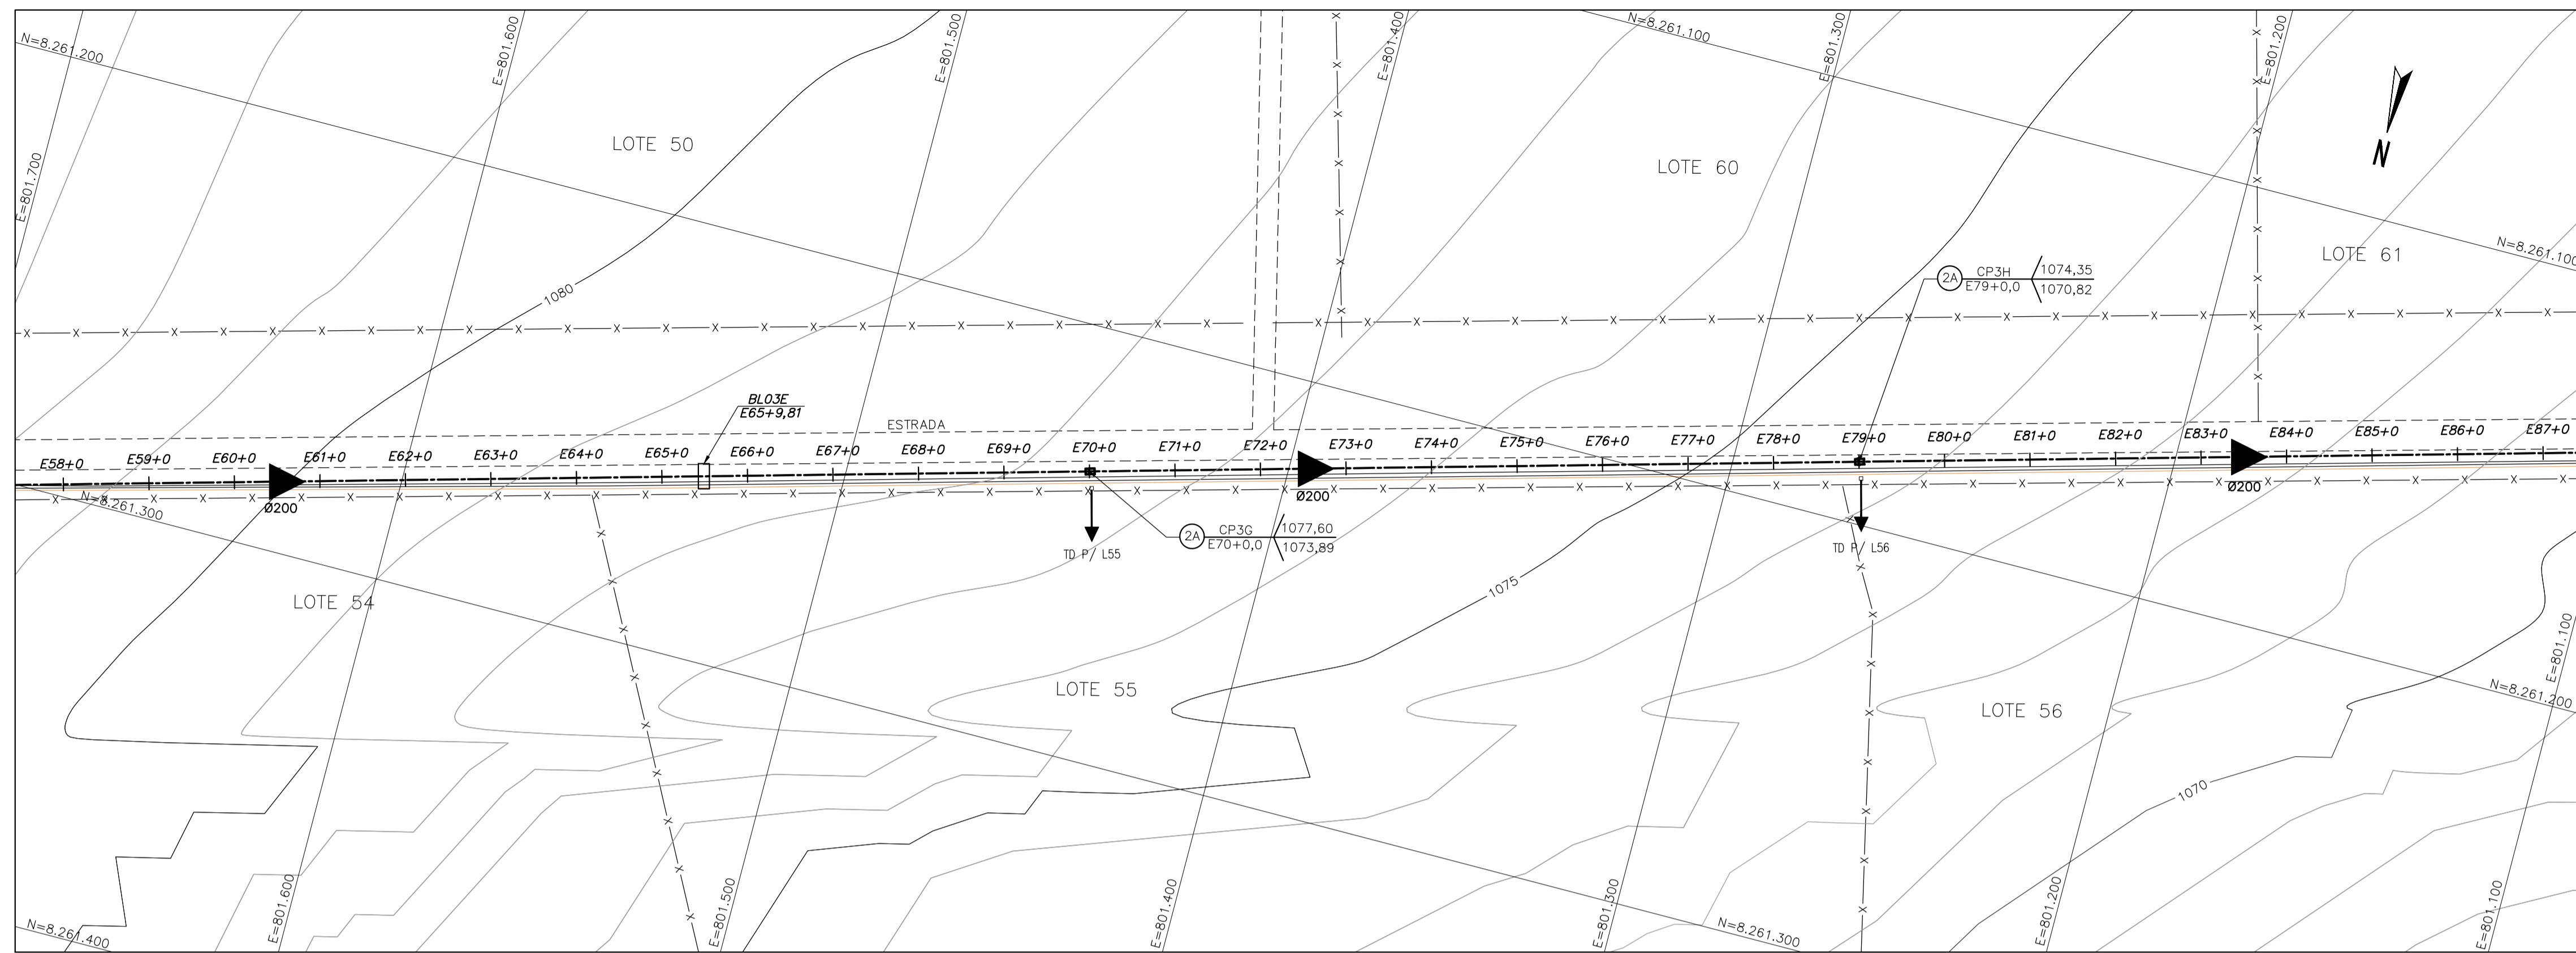 N=8.261.200
E=801.600
E=801.500
E=801.400
N=8.261.100
E=801.300
E=801.200
E=801.700
LOTE 50
LOTE 60
N
LOTE 61
N=8.261.100
2A CP3H 1074,35
E79+0,0 1070,82
1080
BL03E
E65+9,81
ESTRADA
E58+0 E59+0 E60+0 E61+0 E62+0 E63+0 E64+0 E65+0 E66+0 E67+0 E68+0 E69+0 E70+0 E71+0 E72+0 E73+0 E74+0 E75+0 E76+0 E77+0 E78+0 E79+0 E80+0 E81+0 E82+0 E83+0 E84+0 E85+0 E86+0 E87+0
N=8.261.300
Ø200
Ø200
Ø200
2A CP3G 1077,60
E70+0,0 1073,89
TD P/ L55
TD P/ L56
1075
LOTE 54
LOTE 55
LOTE 56
E=801.100
N=8.261.200
1070
N=8.261.400
E=801.600
E=801.500
E=801.400
E=801.300
N=8.261.300
E=801.200
E=801.100